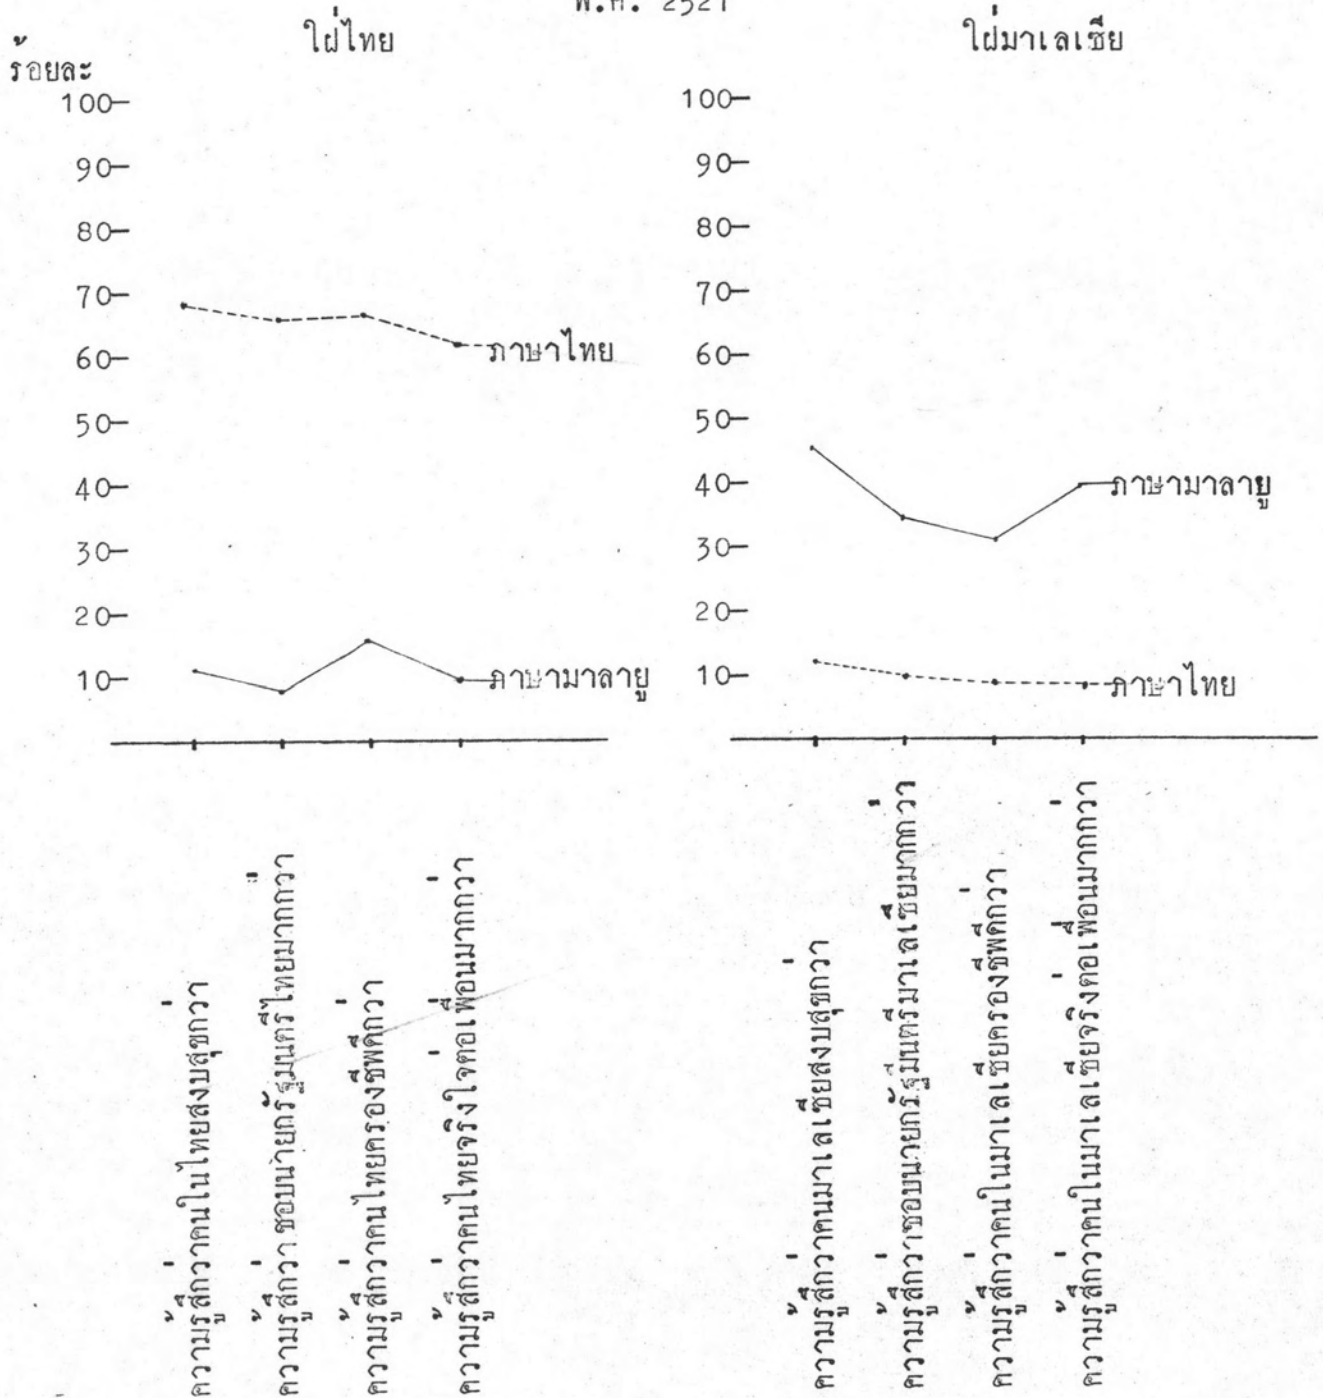 พ.ศ. 2521
ใฝ่ไทย
ร้อยละ
100
90
80
70
60
50
40
30
20
10
ภาษาไทย
ภาษามาลายู
ความรู้สึกว่าคนในไทยสงบสุขกว่า
ความรู้สึกว่าชอบนายกรัฐมนตรีไทยมากกว่า
ความรู้สึกว่าคนไทยครองชีพดีกว่า
ความรู้สึกว่าคนไทยจริงใจต่อเพื่อนมากกว่า
ใฝ่มาเลเซีย
100
90
80
70
60
50
40
30
20
10
ภาษามาลายู
ภาษาไทย
ความรู้สึกว่าคนมาเลเซียสงบสุขกว่า
ความรู้สึกว่าชอบนายกรัฐมนตรีมาเลเซียมากกว่า
ความรู้สึกว่าคนในมาเลเซียครองชีพดีกว่า
ความรู้สึกว่าคนในมาเลเซียจริงต่อเพื่อนมากกว่า